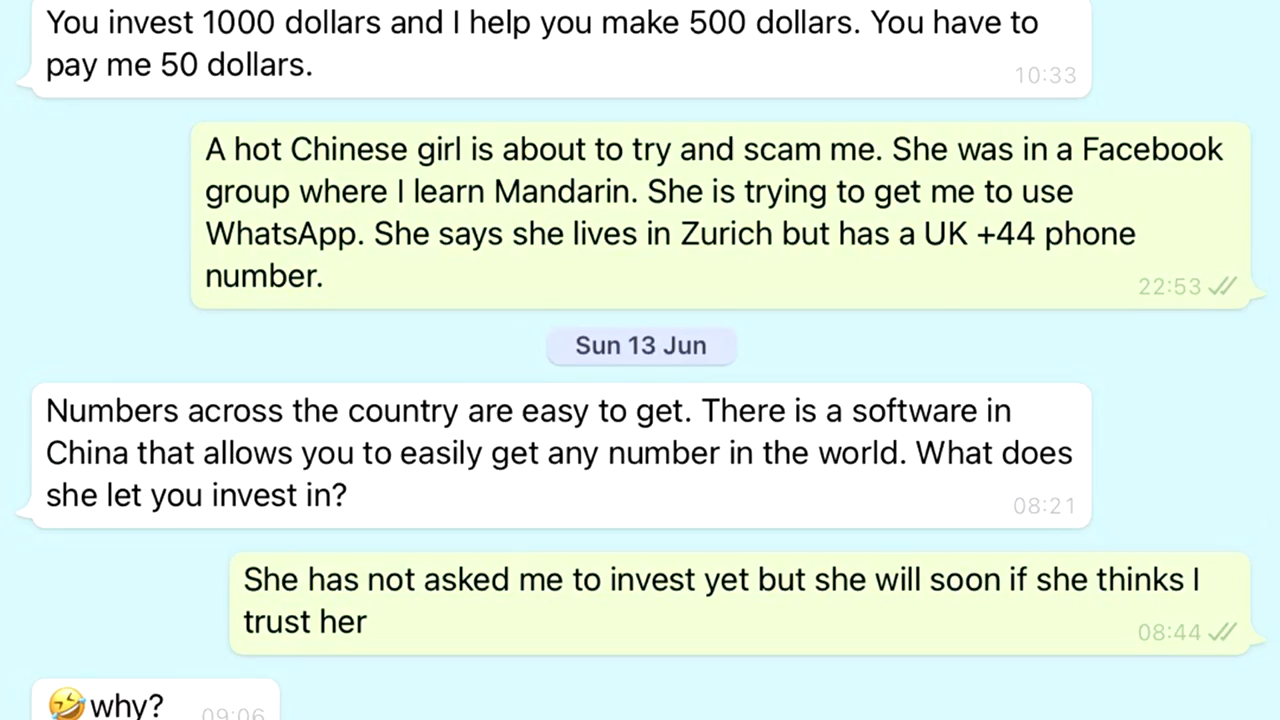 You invest 1000 dollars and I help you make 500 dollars. You have to
pay me 50 dollars.
10:33
A hot Chinese girl is about to try and scam me. She was in a Facebook
group where I learn Mandarin. She is trying to get me to use
WhatsApp. She says she lives in Zurich but has a UK +44 phone
number.
22:53
Sun 13 Jun
Numbers across the country are easy to get. There is a software in
China that allows you to easily get any number in the world. What does
she let you invest in?
08:21
She has not asked me to invest yet but she will soon if she thinks I
trust her
08:44
🤣why?
09:06